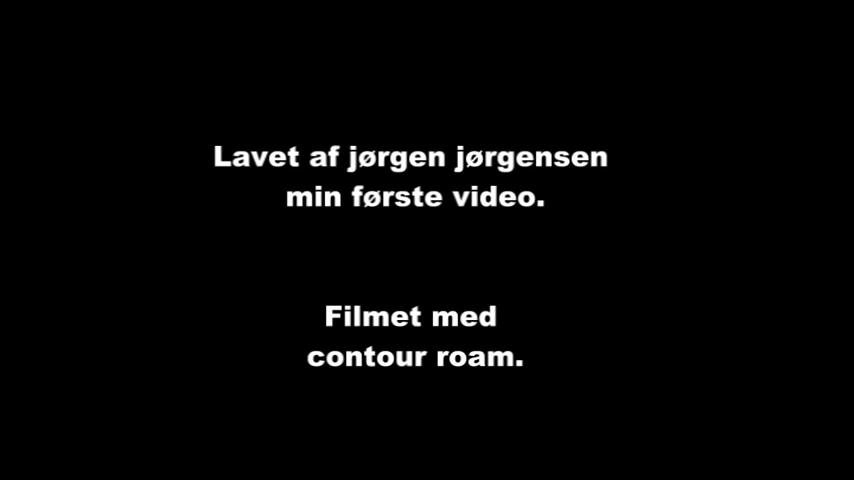 Lavet af jørgen jørgensen
min første video.
Filmet med
contour roam.